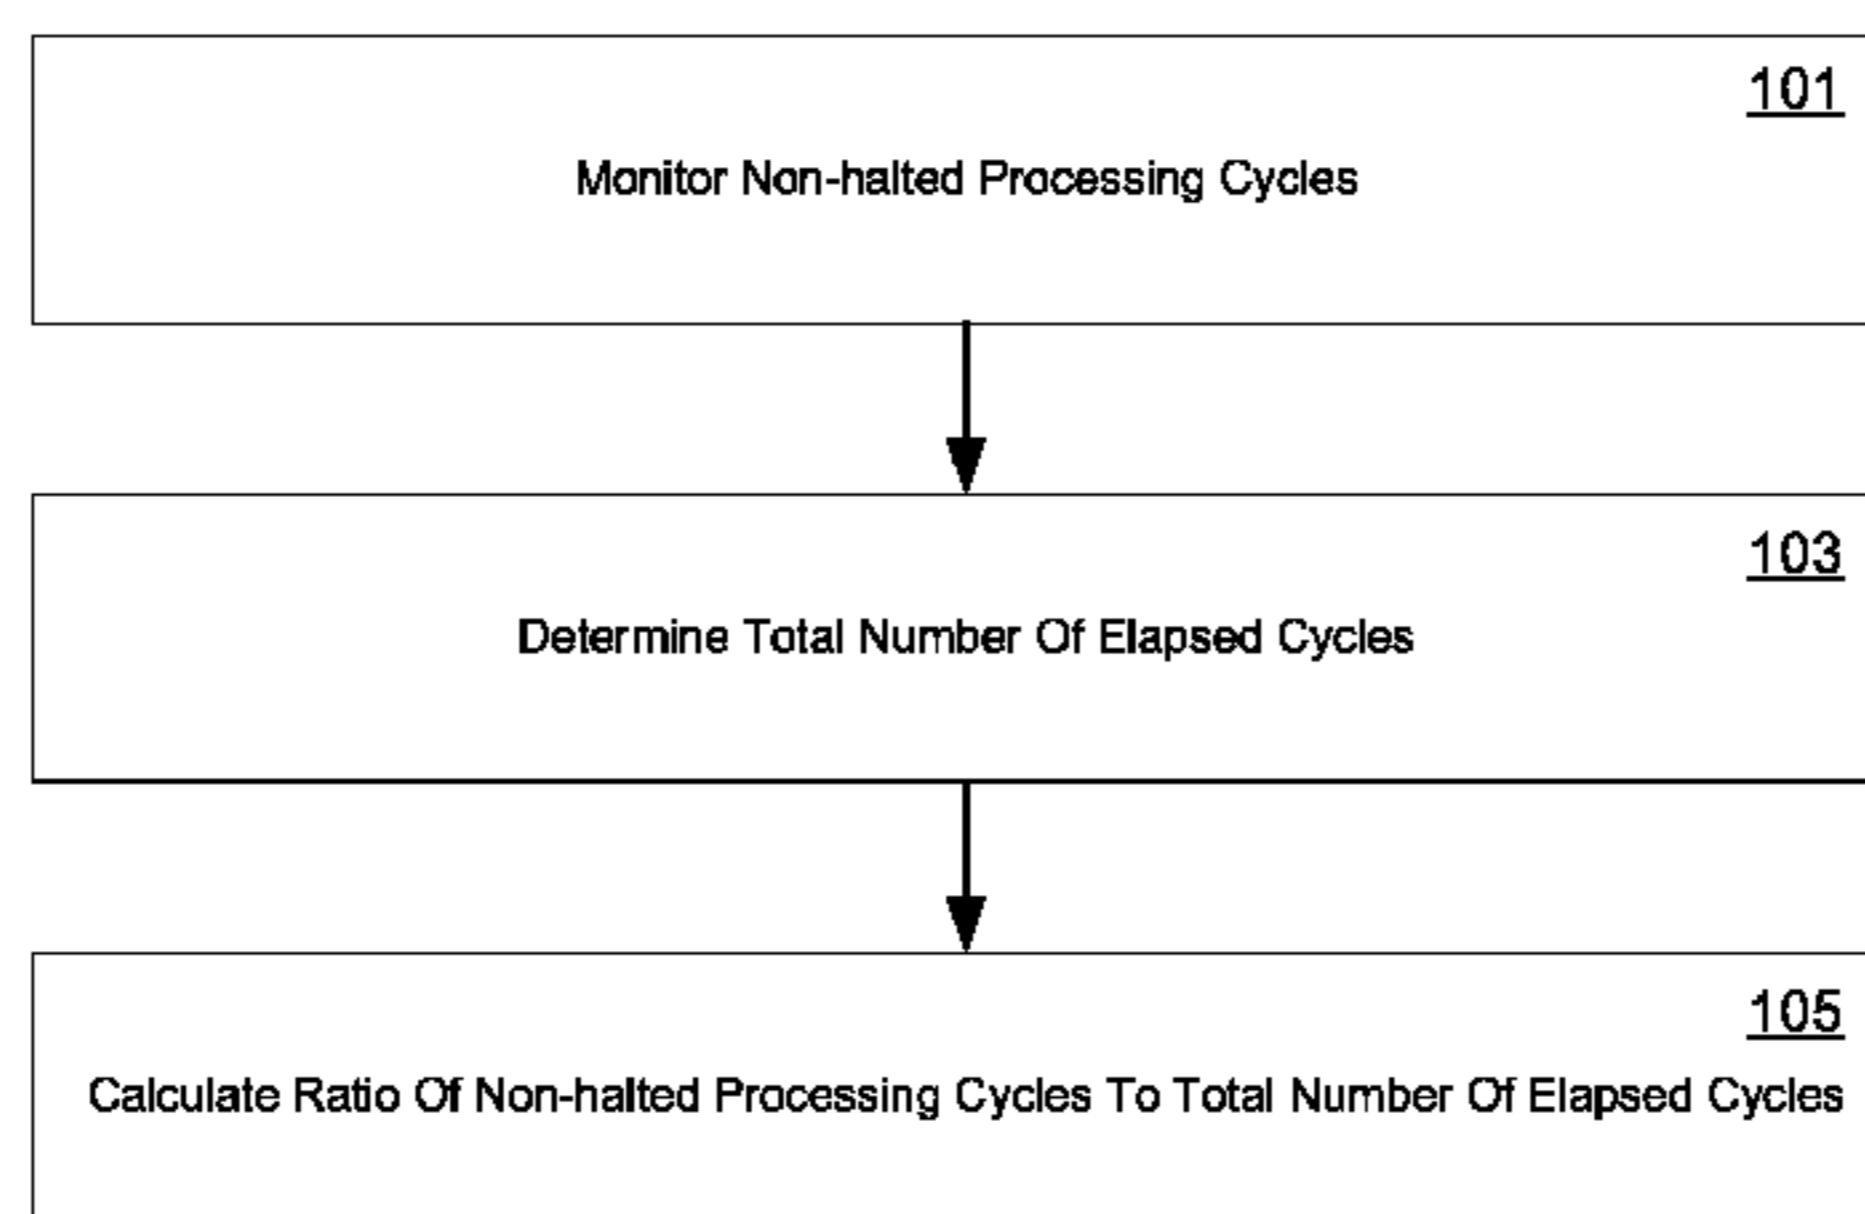 101
Monitor Non-halted Processing Cycles
103
Determine Total Number Of Elapsed Cycles
105
Calculate Ratio Of Non-halted Processing Cycles To Total Number Of Elapsed Cycles